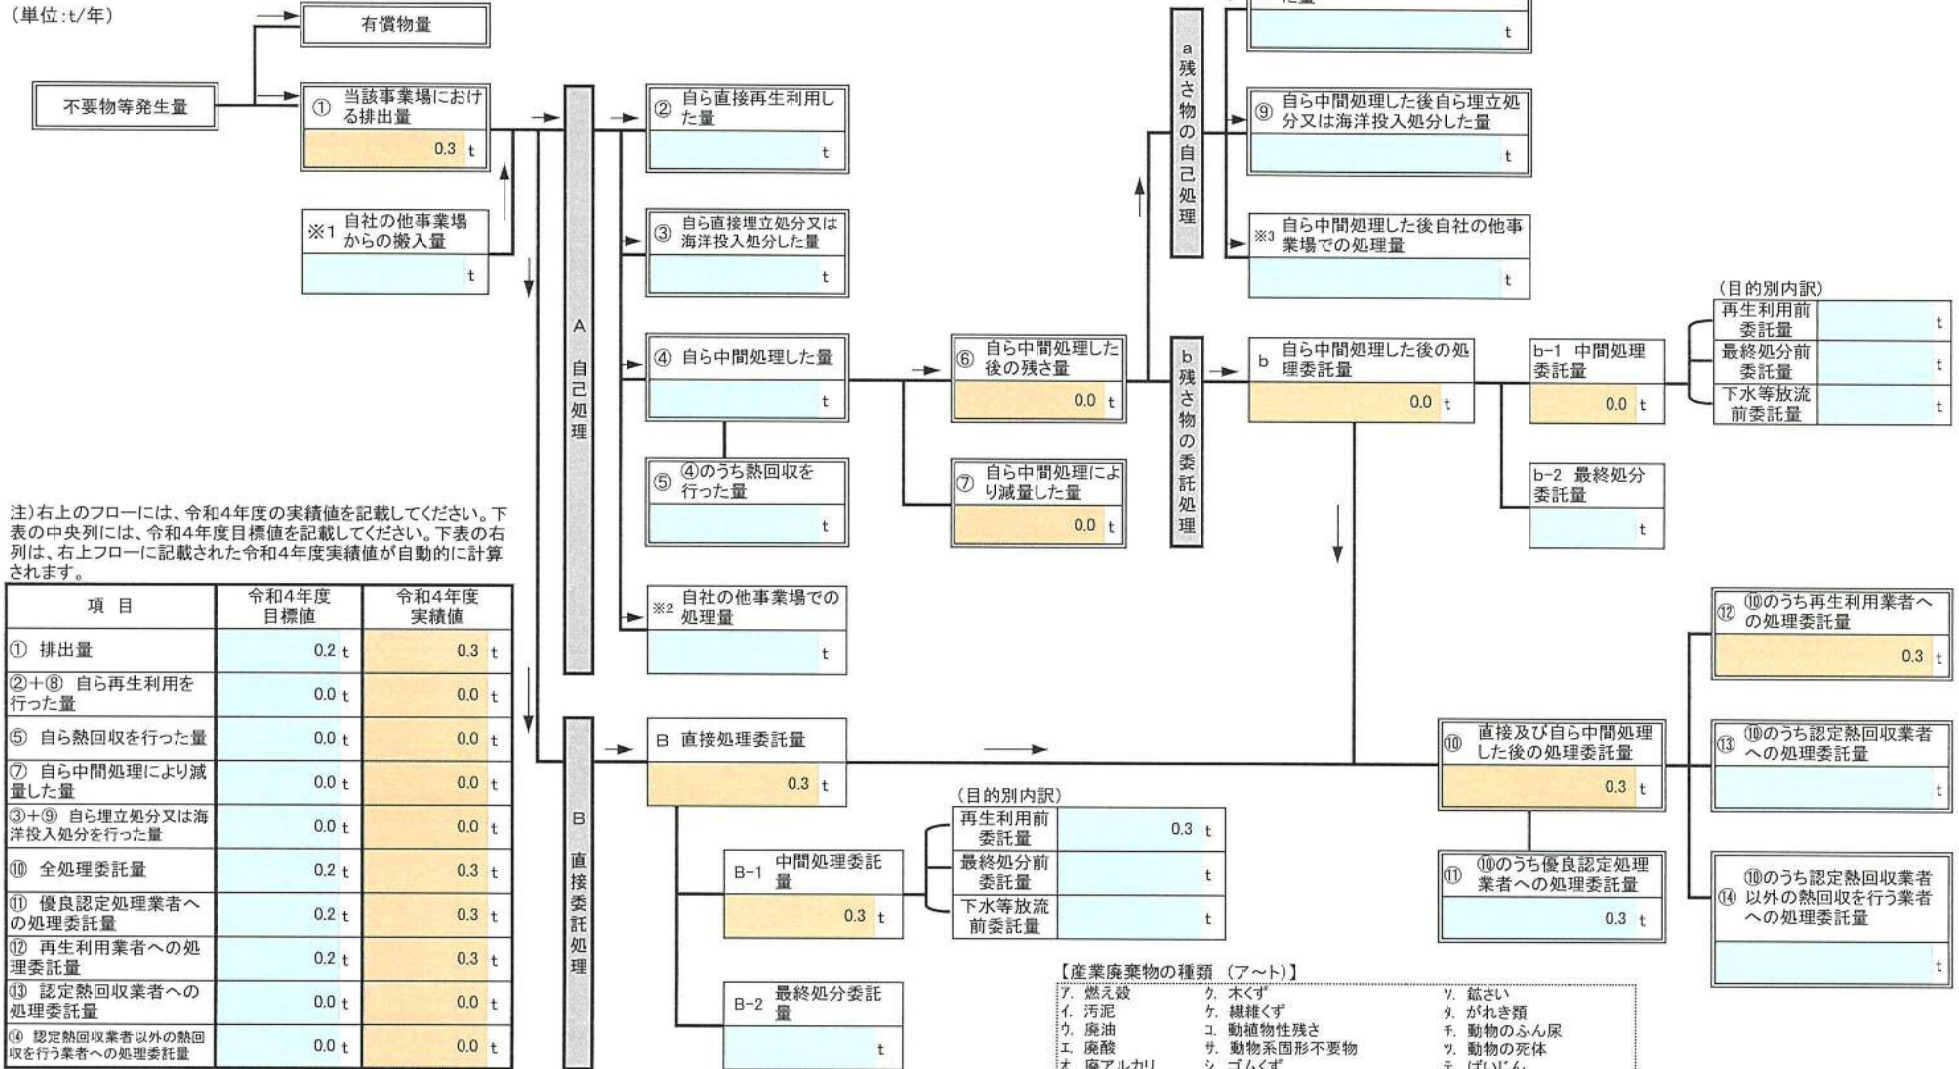 (単位:t/年)
有償物量
不要物等発生量
① 当該事業場におけ
る排出量
0.3 t
※1 自社の他事業場
からの搬入量
t
A 自己処理
② 自ら直接再生利用し
た量
t
③ 自ら直接埋立処分又は
海洋投入処分した量
t
④ 自ら中間処理した量
t
⑤ ④のうち熱回収を
行った量
t
※2 自社の他事業場での
処理量
t
⑥ 自ら中間処理した
後の残さ量
0.0 t
⑦ 自ら中間処理によ
り減量した量
0.0 t
a 残さ物の自己処理
t
⑨ 自ら中間処理した後自ら埋立処
分又は海洋投入処分した量
t
※3 自ら中間処理した後自社の他事
業場での処理量
t
b 残さ物の委託処理
b 自ら中間処理した後の処
理委託量
0.0 t
b-1 中間処理
委託量
0.0 t
(目的別内訳)
再生利用前
委託量 t
最終処分前
委託量 t
下水等放流
前委託量 t
b-2 最終処分
委託量
t
注)右上のフローには、令和4年度の実績値を記載してください。下
表の中央列には、令和4年度目標値を記載してください。下表の右
列は、右上フローに記載された令和4年度実績値が自動的に計算
されます。
項 目 令和4年度 令和4年度
目標値 実績値
① 排出量 0.2 t 0.3 t
②+⑧ 自ら再生利用を
行った量 0.0 t 0.0 t
⑤ 自ら熱回収を行った量 0.0 t 0.0 t
⑦ 自ら中間処理により減
量した量 0.0 t 0.0 t
③+⑨ 自ら埋立処分又は海
洋投入処分を行った量 0.0 t 0.0 t
⑩ 全処理委託量 0.2 t 0.3 t
⑪ 優良認定処理業者へ
の処理委託量 0.2 t 0.3 t
⑫ 再生利用業者への処
理委託量 0.2 t 0.3 t
⑬ 認定熱回収業者への
処理委託量 0.0 t 0.0 t
⑭ 認定熱回収業者以外の熱回
収を行う業者への処理委託量 0.0 t 0.0 t
B 直接委託処理
B 直接処理委託量
0.3 t
B-1 中間処理委託
量
0.3 t
(目的別内訳)
再生利用前
委託量 0.3 t
最終処分前
委託量 t
下水等放流
前委託量 t
B-2 最終処分委託
量
t
⑩ 直接及び自ら中間処理
した後の処理委託量
0.3 t
⑪ ⑩のうち優良認定処理
業者への処理委託量
0.3 t
⑫ ⑩のうち再生利用業者へ
の処理委託量
0.3 t
⑬ ⑩のうち認定熱回収業者
への処理委託量
t
⑭ ⑩のうち認定熱回収業者
以外の熱回収を行う業者
への処理委託量
t
【産業廃棄物の種類 (ア~ト)】
ア. 燃え殻 ク. 木くず ソ. 鉱さい
イ. 汚泥 ケ. 繊維くず タ. がれき類
ウ. 廃油 コ. 動植物性残さ チ. 動物のふん尿
エ. 廃酸 サ. 動物系固形不要物 ツ. 動物の死体
オ. 廃アルカリ シ. ゴムくず テ. ばいじん